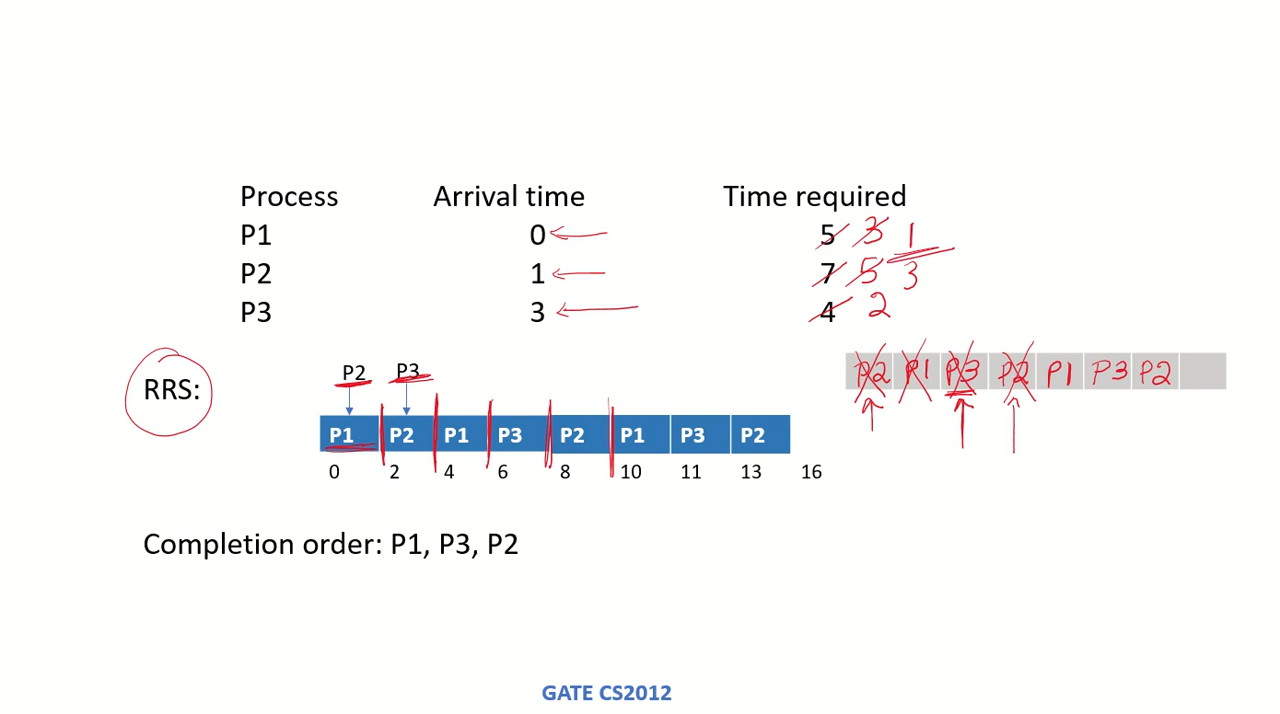 Process Arrival time Time required
P1 0 5 3 1
P2 1 7 5 3
P3 3 4 2
P2 P3
P2 P1 P3 P2 P1 P3 P2
RRS:
P1 P2 P1 P3 P2 P1 P3 P2
0 2 4 6 8 10 11 13 16
Completion order: P1, P3, P2
GATE CS2012